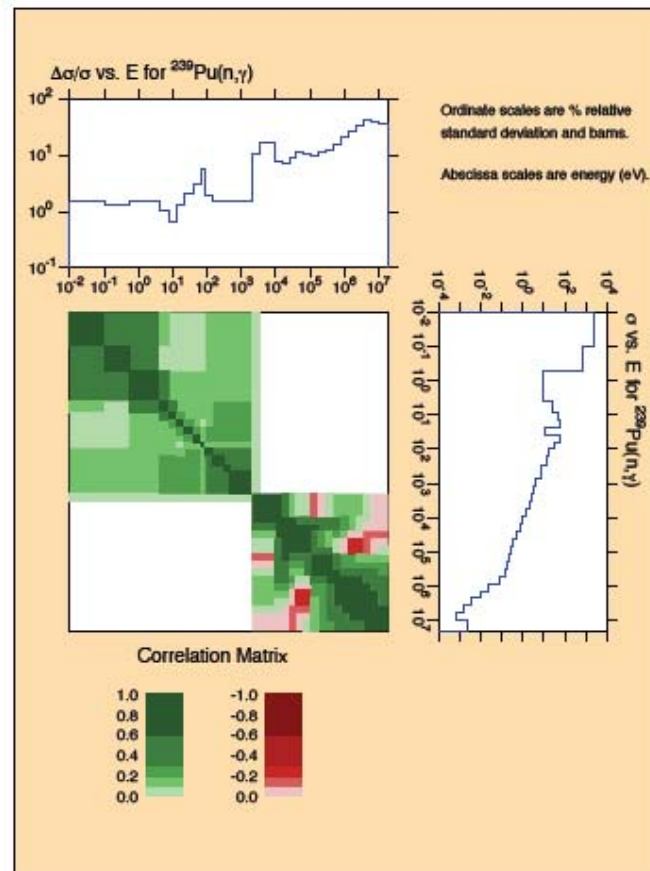 Δσ/σ vs. E for ²³⁹Pu(n,γ)
10²
10¹
10⁰
10⁻¹
10⁻² 10⁻¹ 10⁰ 10¹ 10² 10³ 10⁴ 10⁵ 10⁶ 10⁷
Ordinate scales are % relative
standard deviation and barns.
Abscissa scales are energy (eV).
10⁻⁴ 10⁻² 10⁰ 10² 10⁴
σ vs. E for ²³⁹Pu(n,γ)
10⁻² 10⁻¹ 10⁰ 10¹ 10² 10³ 10⁴ 10⁵ 10⁶ 10⁷
Correlation Matrix
1.0 -1.0
0.8 -0.8
0.6 -0.6
0.4 -0.4
0.2 -0.2
0.0 0.0